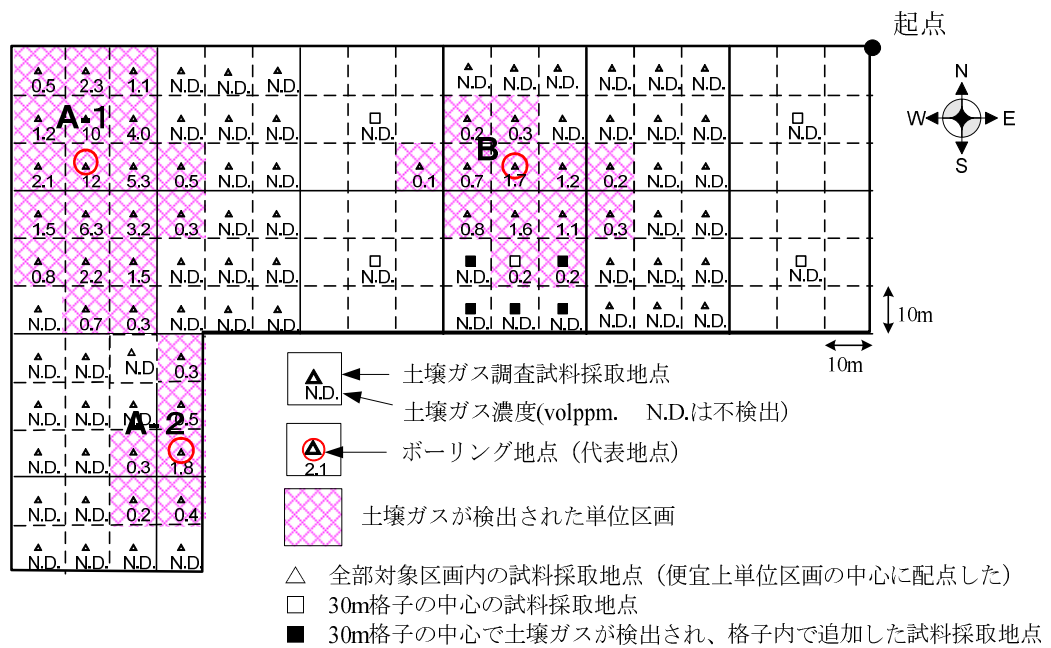 起点
N
W E
S
0.5 2.3 1.1 N.D. N.D. N.D. N.D. N.D. N.D. N.D. N.D. N.D.
A-1
1.2 10 4.0 N.D. N.D. N.D. N.D. 0.2 0.3 N.D. N.D. N.D. N.D. N.D.
B
2.1 12 5.3 0.5 N.D. N.D. 0.1 0.7 1.7 1.2 0.2 N.D. N.D.
1.5 6.3 3.2 0.3 N.D. N.D. 0.8 1.6 1.1 0.3 N.D. N.D.
0.8 2.2 1.5 N.D. N.D. N.D. N.D. N.D. 0.2 0.2 N.D. N.D. N.D. N.D.
N.D. 0.7 0.3 N.D. N.D. N.D. N.D. N.D. N.D. N.D. N.D. N.D.
10m
10m
N.D. N.D. N.D 0.3
N.D. N.D. N.D.
A-2
N.D. N.D. 0.3 1.8
N.D. N.D. 0.2 0.4
N.D. N.D. N.D. N.D.
土壌ガス調査試料採取地点
N.D.
土壌ガス濃度(volppm. N.D.は不検出)
ボーリング地点（代表地点）
2.1
土壌ガスが検出された単位区画
△ 全部対象区画内の試料採取地点（便宜上単位区画の中心に配点した）
□ 30m格子の中心の試料採取地点
■ 30m格子の中心で土壌ガスが検出され、格子内で追加した試料採取地点